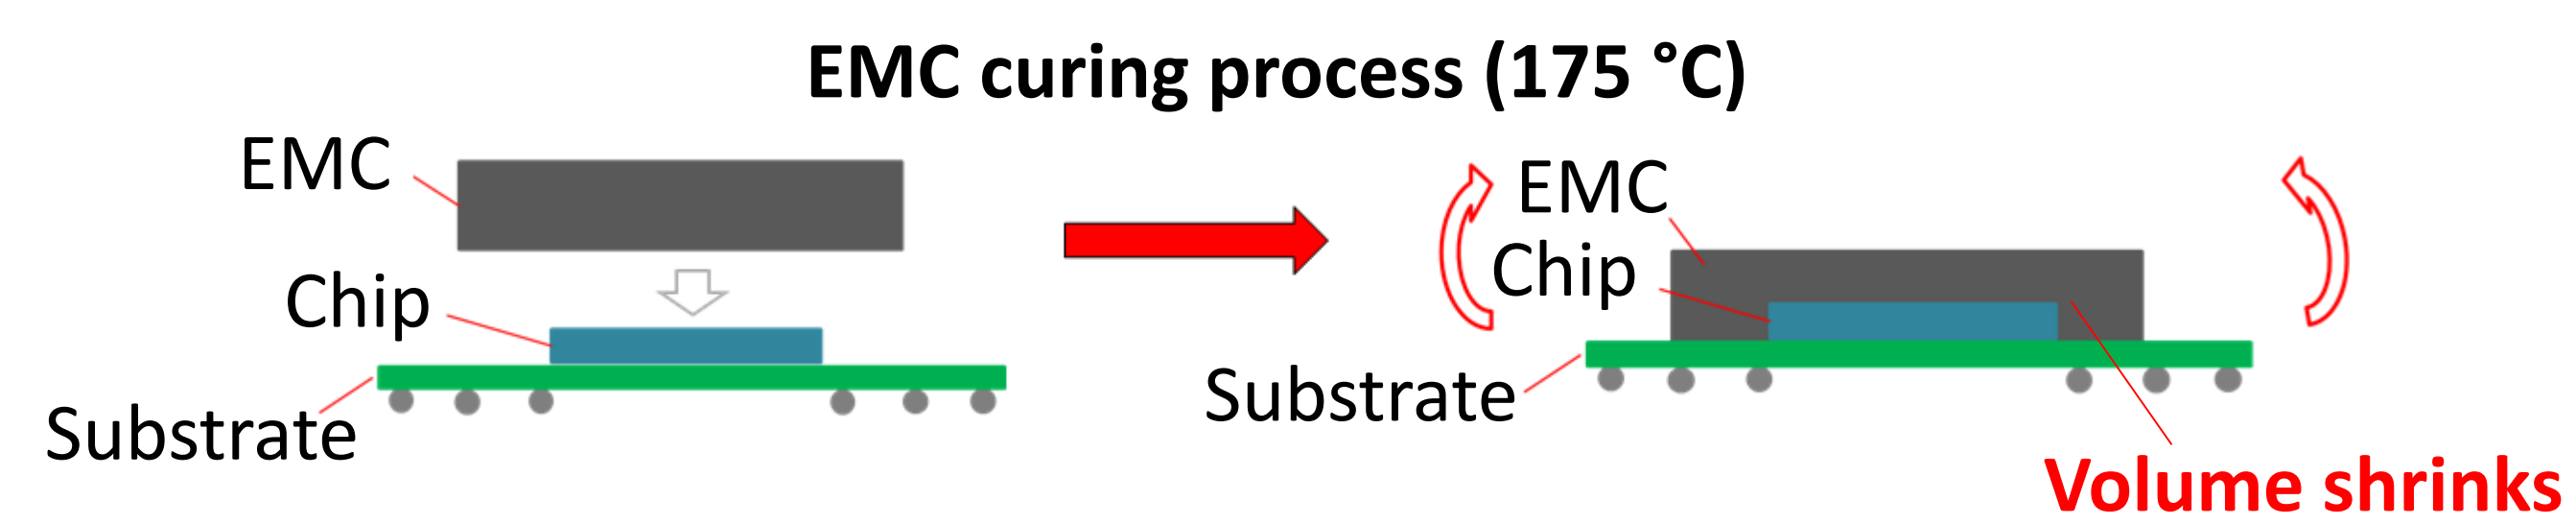 EMC curing process (175 °C)
EMC
Chip
Substrate
EMC
Chip
Substrate
Volume shrinks